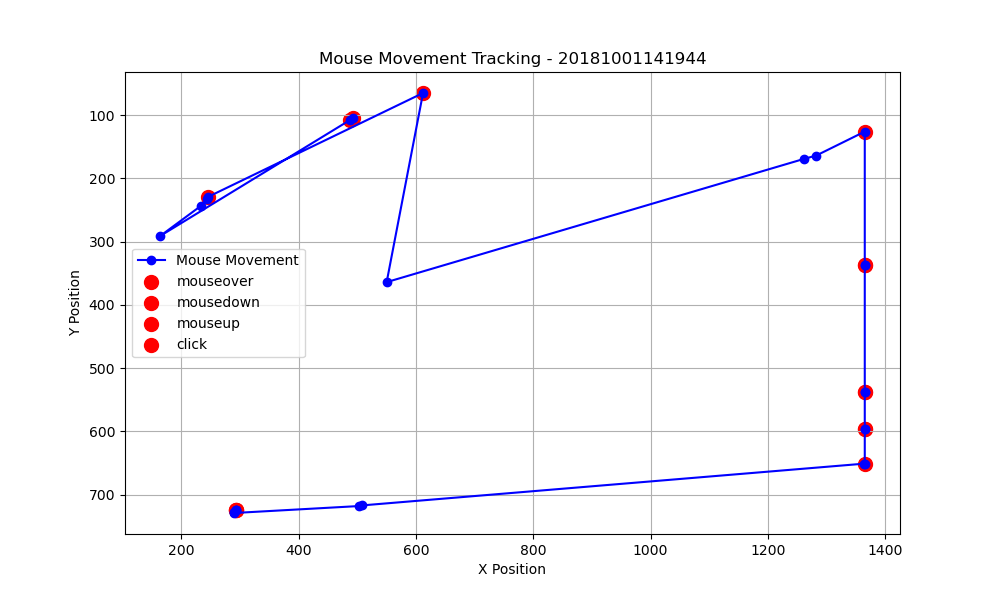 Mouse Movement Tracking - 20181001141944
Y Position
100
200
300
400
500
600
700
Mouse Movement
mouseover
mousedown
mouseup
click
200
400
600
800
1000
1200
1400
X Position